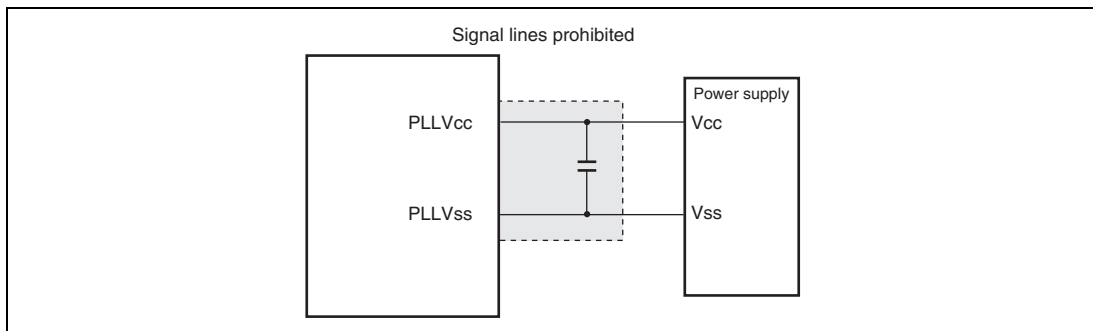 Signal lines prohibited
Power supply
PLLVcc
Vcc
PLLVss
Vss